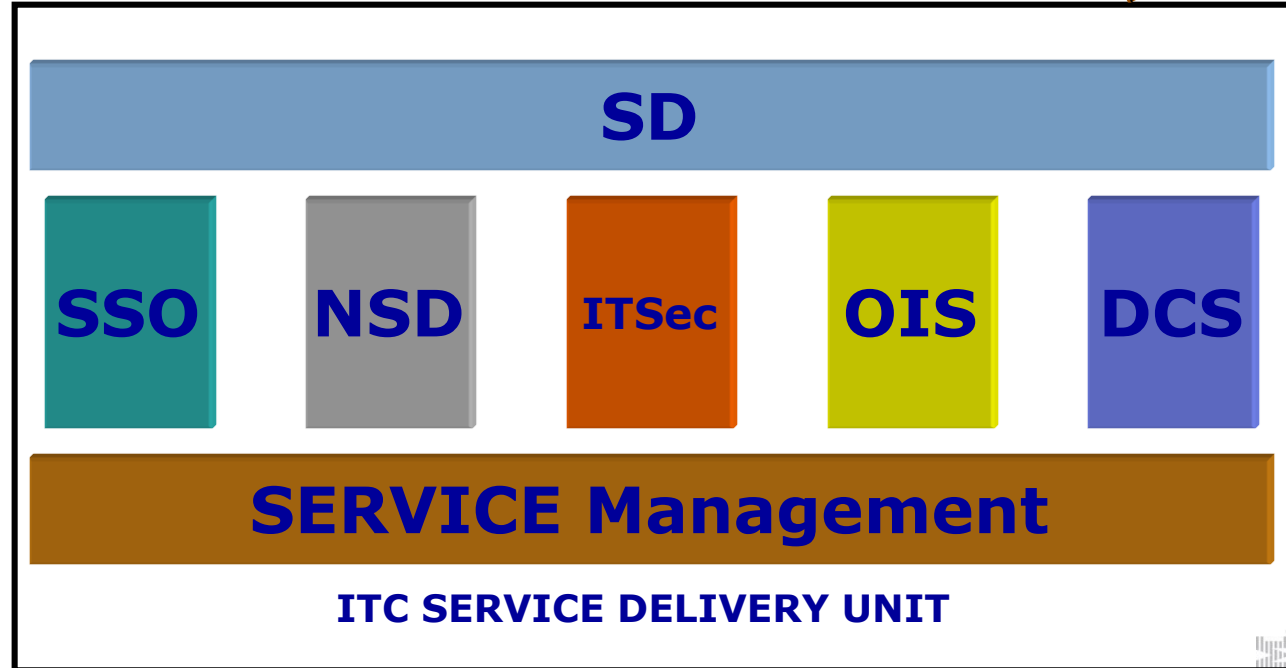 SD
SSO NSD ITSec OIS DCS
SERVICE Management
ITC SERVICE DELIVERY UNIT